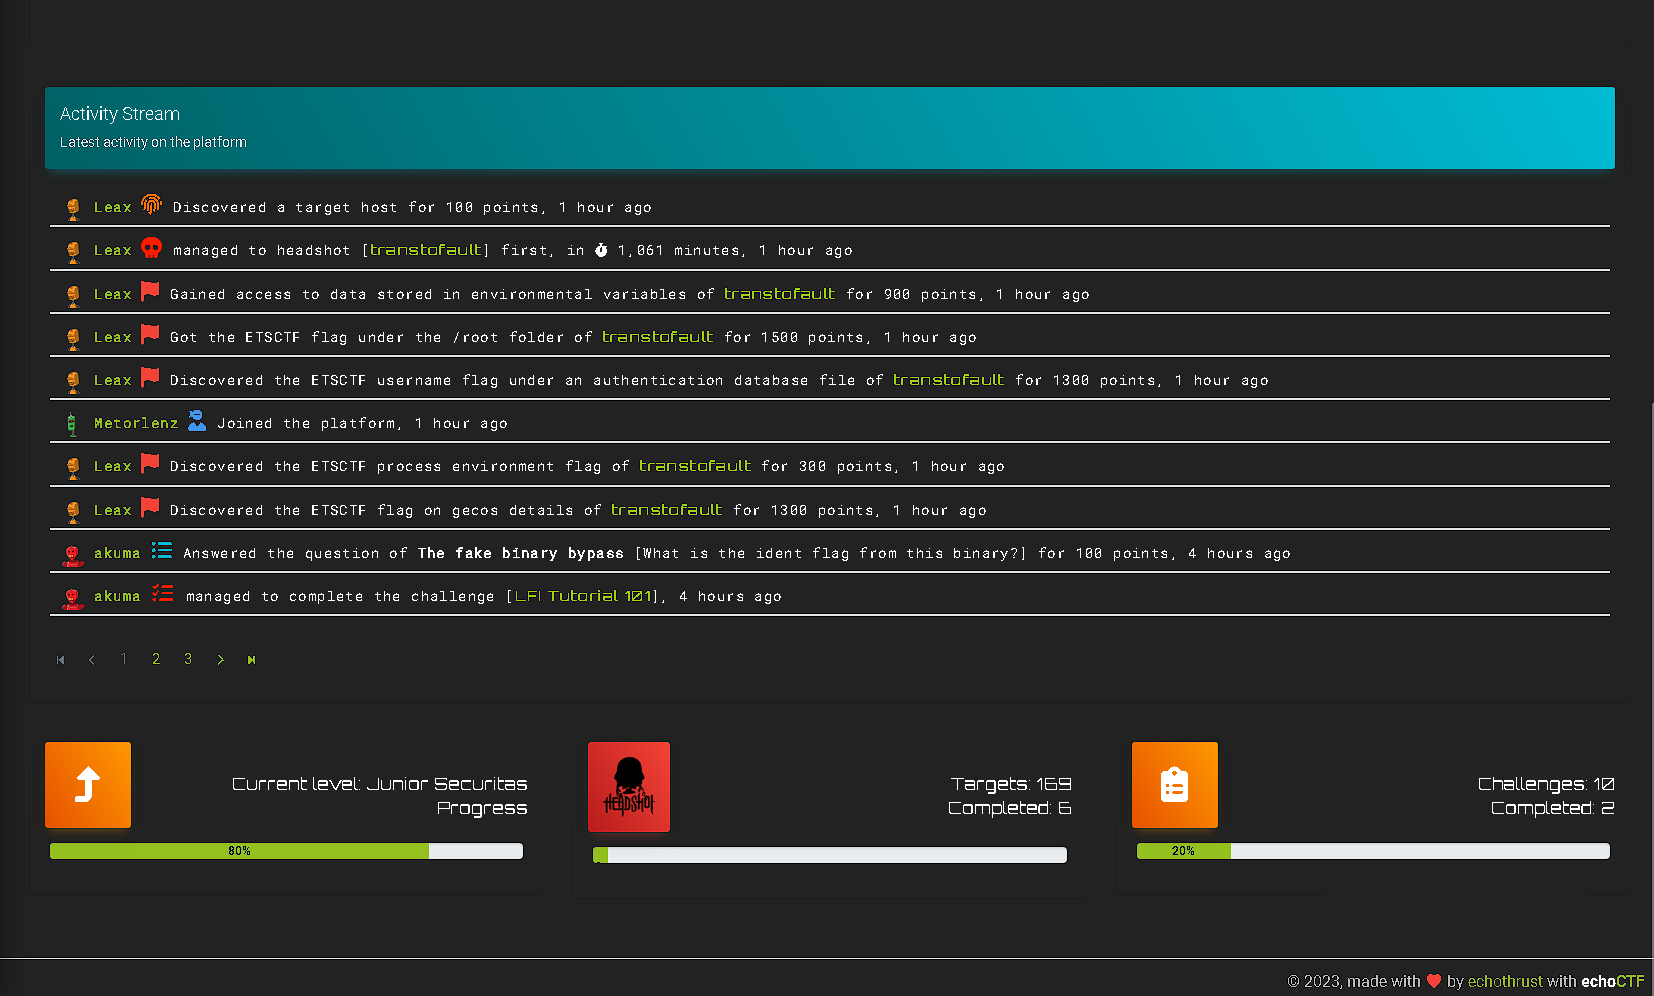 Activity Stream
Latest activity on the platform
Leax Discovered a target host for 100 points, 1 hour ago
Leax managed to headshot [transtofault] first, in 1,061 minutes, 1 hour ago
Leax Gained access to data stored in environmental variables of transtofault for 900 points, 1 hour ago
Leax Got the ETSCTF flag under the /root folder of transtofault for 1500 points, 1 hour ago
Leax Discovered the ETSCTF username flag under an authentication database file of transtofault for 1300 points, 1 hour ago
Metorlenz Joined the platform, 1 hour ago
Leax Discovered the ETSCTF process environment flag of transtofault for 300 points, 1 hour ago
Leax Discovered the ETSCTF flag on gecos details of transtofault for 1300 points, 1 hour ago
akuma Answered the question of The fake binary bypass [What is the ident flag from this binary?] for 100 points, 4 hours ago
akuma managed to complete the challenge [LFI Tutorial 101], 4 hours ago
1 2 3
Current level: Junior Securitas
Progress
80%
HEADSHOT
Targets: 169
Completed: 6
Challenges: 10
Completed: 2
20%
© 2023, made with by echothrust with echoCTF